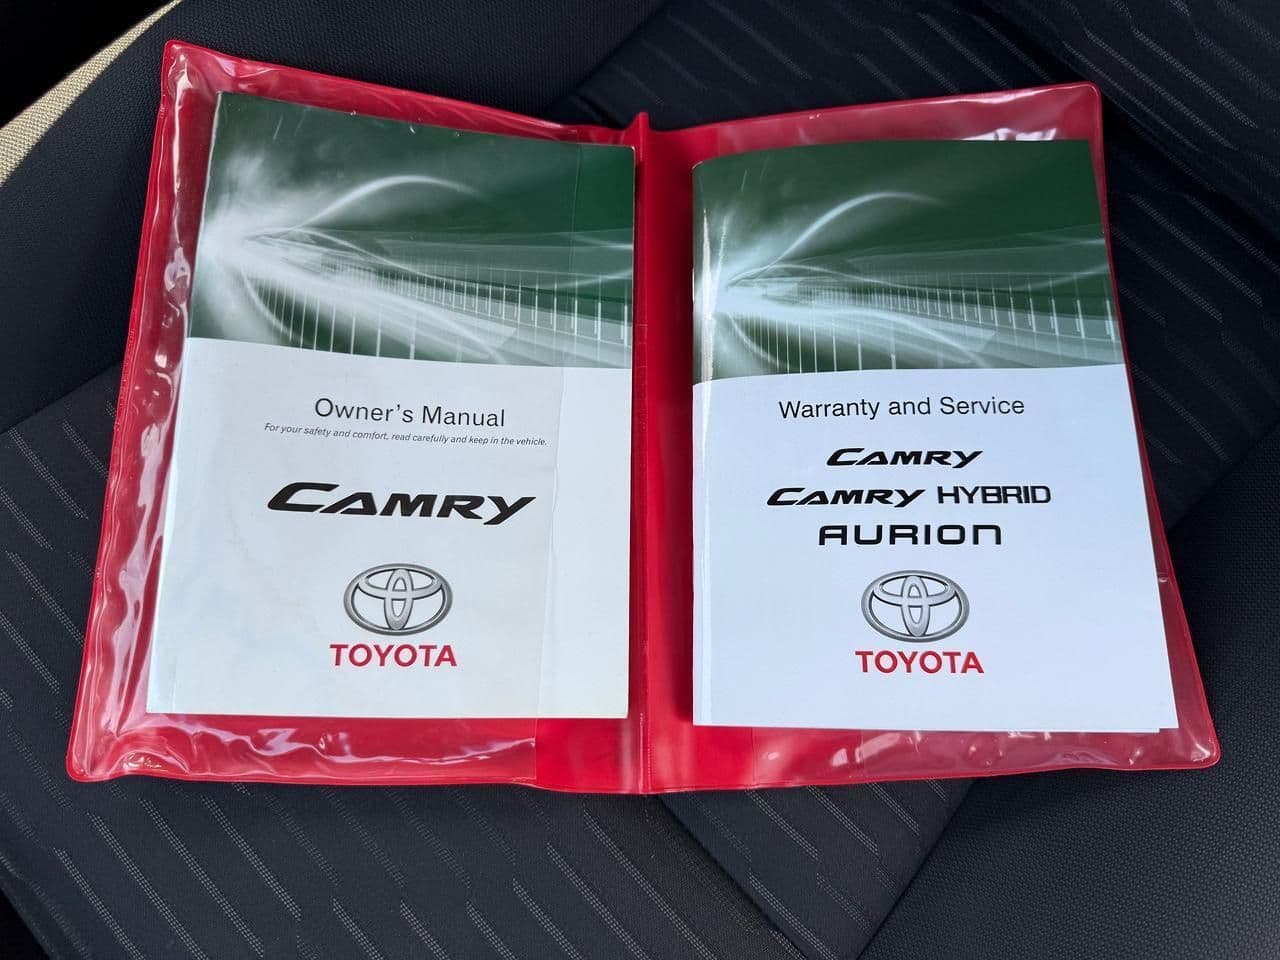 Owner's Manual
For your safety and comfort, read carefully and keep in the vehicle.
CAMRY
TOYOTA
Warranty and Service
CAMRY
CAMRY HYBRID
AURION
TOYOTA